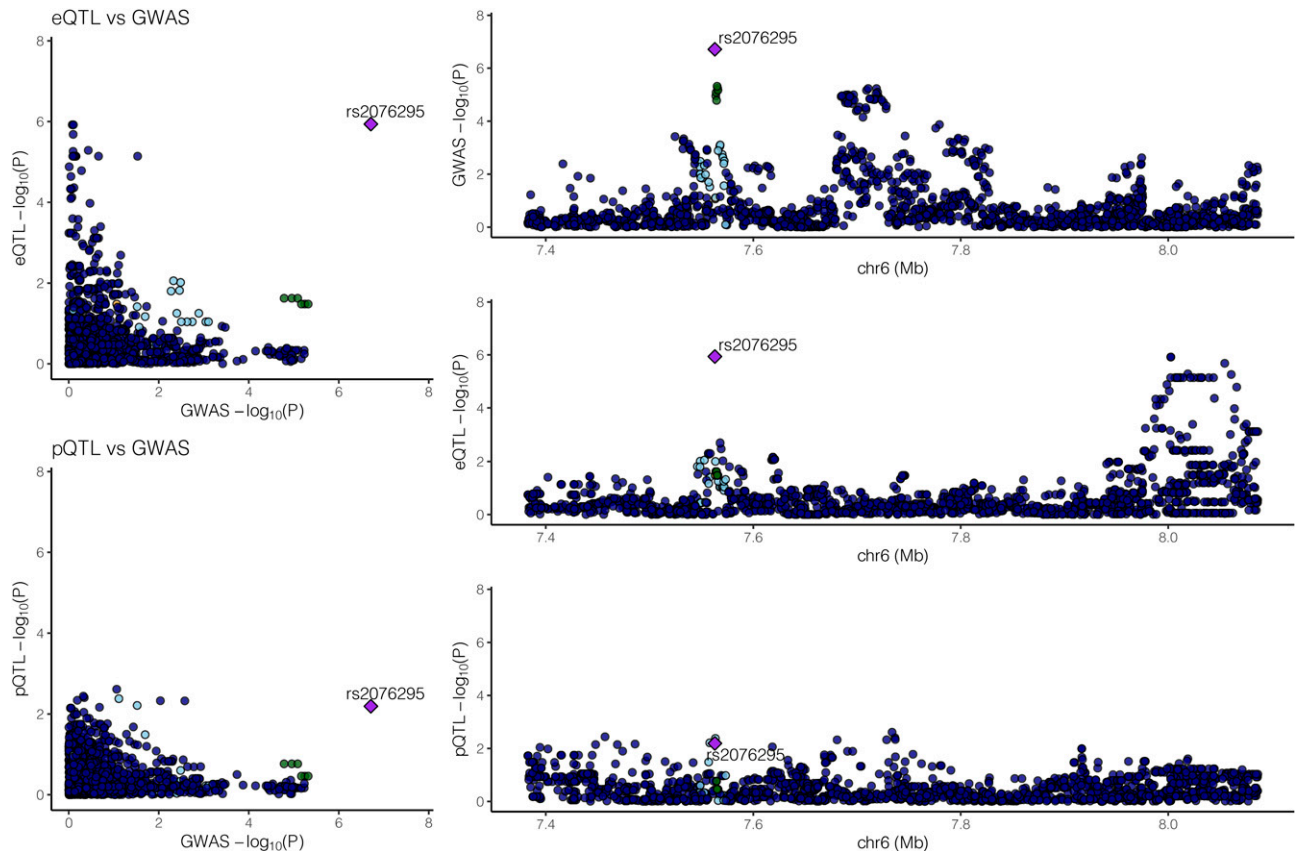 eQTL vs GWAS
8
6
4
2
0
eQTL −log10(P)
rs2076295
0 2 4 6 8
GWAS −log10(P)
pQTL vs GWAS
8
6
4
2
0
pQTL −log10(P)
rs2076295
0 2 4 6 8
GWAS −log10(P)
8
6
4
2
0
GWAS −log10(P)
rs2076295
7.4 7.6 7.8 8.0
chr6 (Mb)
8
6
4
2
0
eQTL −log10(P)
rs2076295
7.4 7.6 7.8 8.0
chr6 (Mb)
8
6
4
2
0
pQTL −log10(P)
rs2076295
7.4 7.6 7.8 8.0
chr6 (Mb)